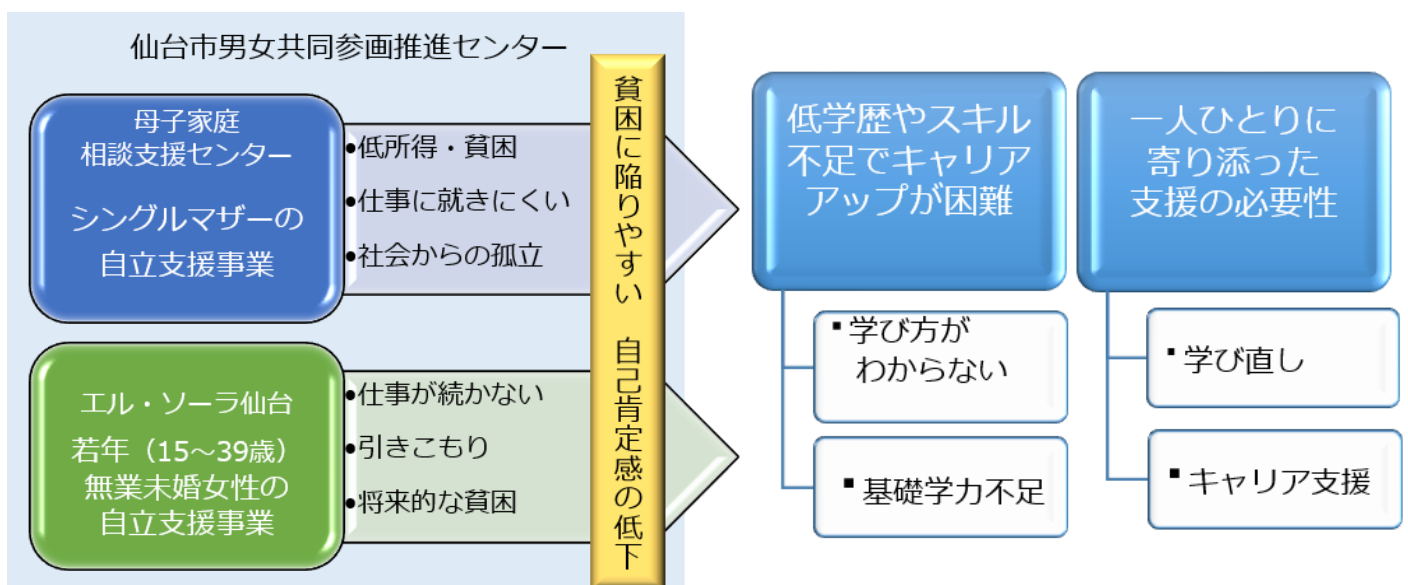 仙台市男女共同参画推進センター
母子家庭
相談支援センター
シングルマザーの
自立支援事業
•低所得・貧困
•仕事に就きにくい
•社会からの孤立
エル・ソーラ仙台
若年（15～39歳）
無業未婚女性の
自立支援事業
•仕事が続かない
•引きこもり
•将来的な貧困
貧困に陥りやすい　自己肯定感の低下
低学歴やスキル
不足でキャリア
アップが困難
▪学び方が
わからない
▪基礎学力不足
一人ひとりに
寄り添った
支援の必要性
▪学び直し
▪キャリア支援